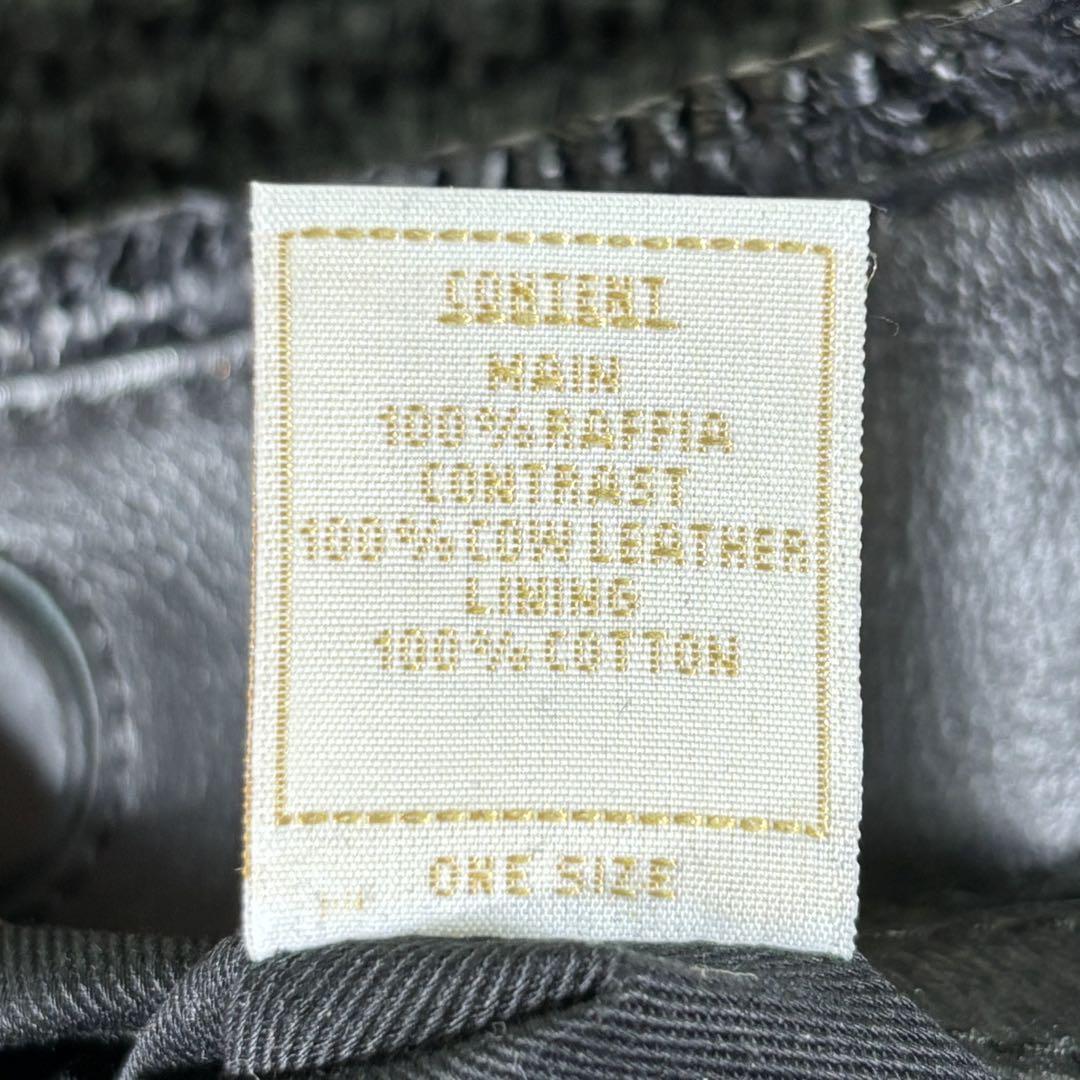 CONTENT
MAIN
100% RAFFIA
CONTRAST
100% COW LEATHER
LINING
100% COTTON
ONE SIZE